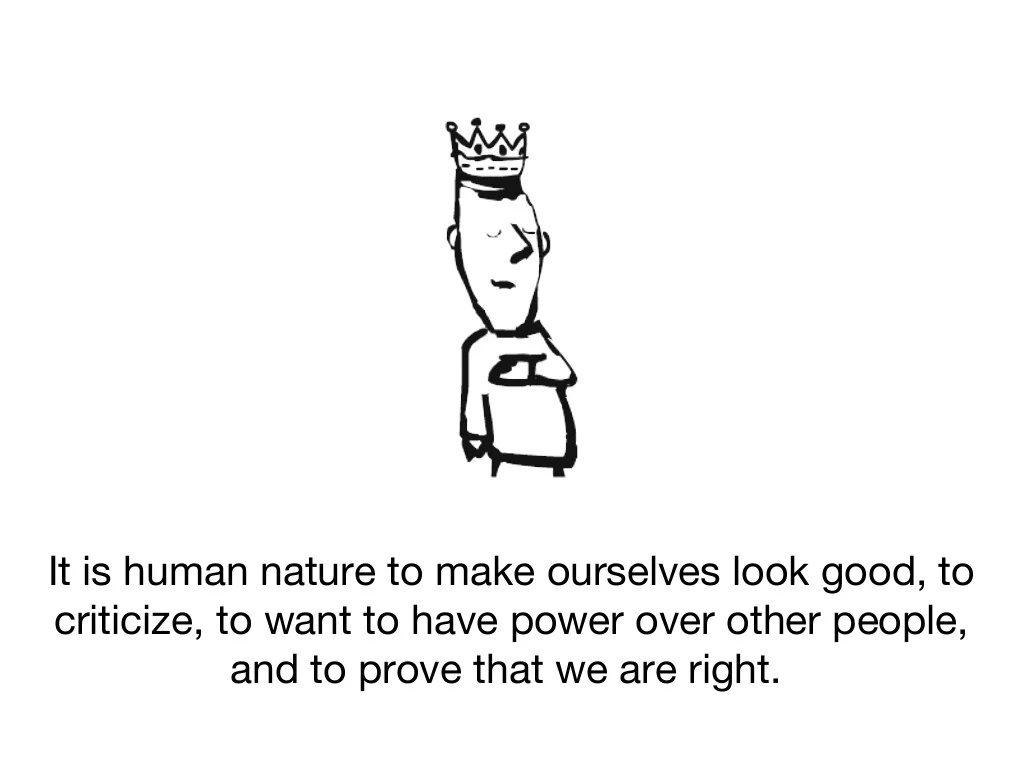 It is human nature to make ourselves look good, to
criticize, to want to have power over other people,
and to prove that we are right.